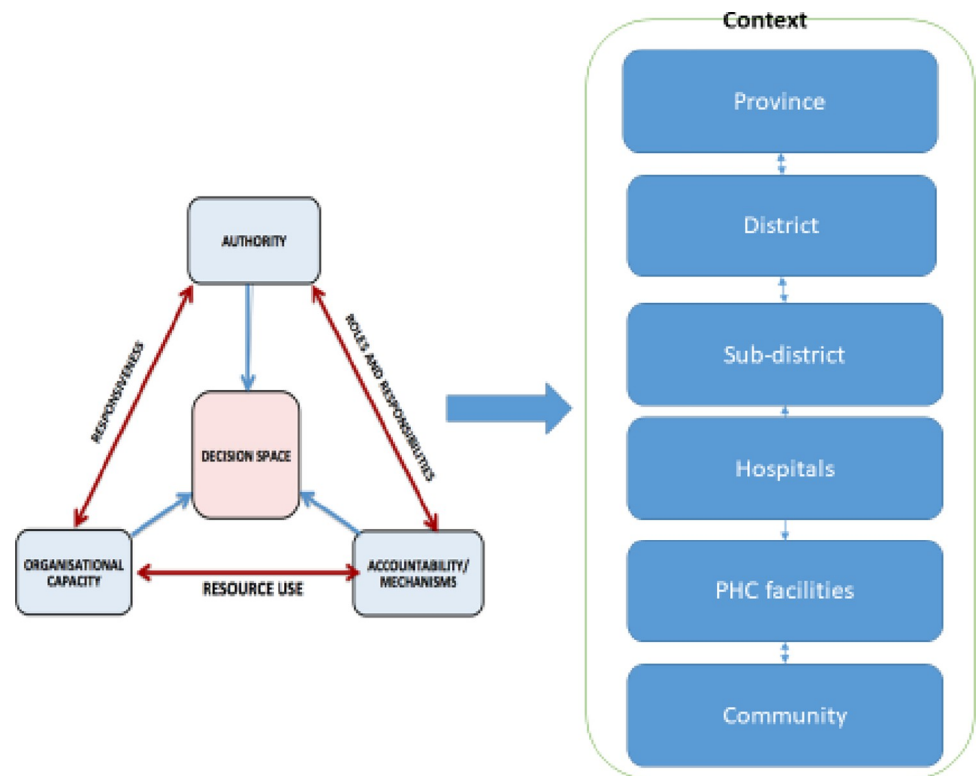 Context
Province
District
Sub-district
Hospitals
PHC facilities
Community
AUTHORITY
RESPONSIVENESS
ROLES AND RESPONSIBILITIES
DECISION SPACE
ORGANISATIONAL
CAPACITY
RESOURCE USE
ACCOUNTABILITY/
MECHANISMS